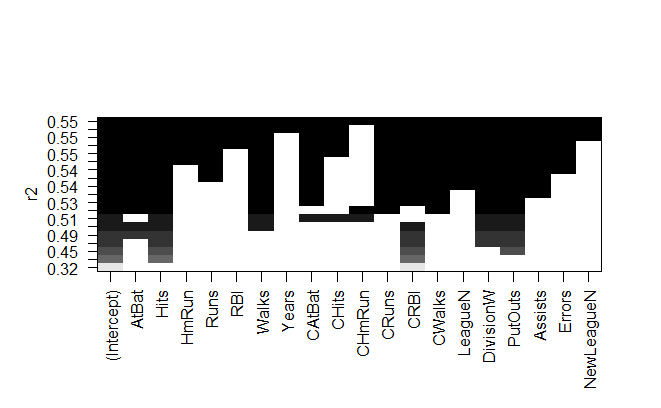 r2
0.55
0.55
0.55
0.54
0.54
0.53
0.51
0.49
0.45
0.32
(Intercept)
AtBat
Hits
HmRun
Runs
RBI
Walks
Years
CAtBat
CHits
CHmRun
CRuns
CRBI
CWalks
LeagueN
DivisionW
PutOuts
Assists
Errors
NewLeagueN